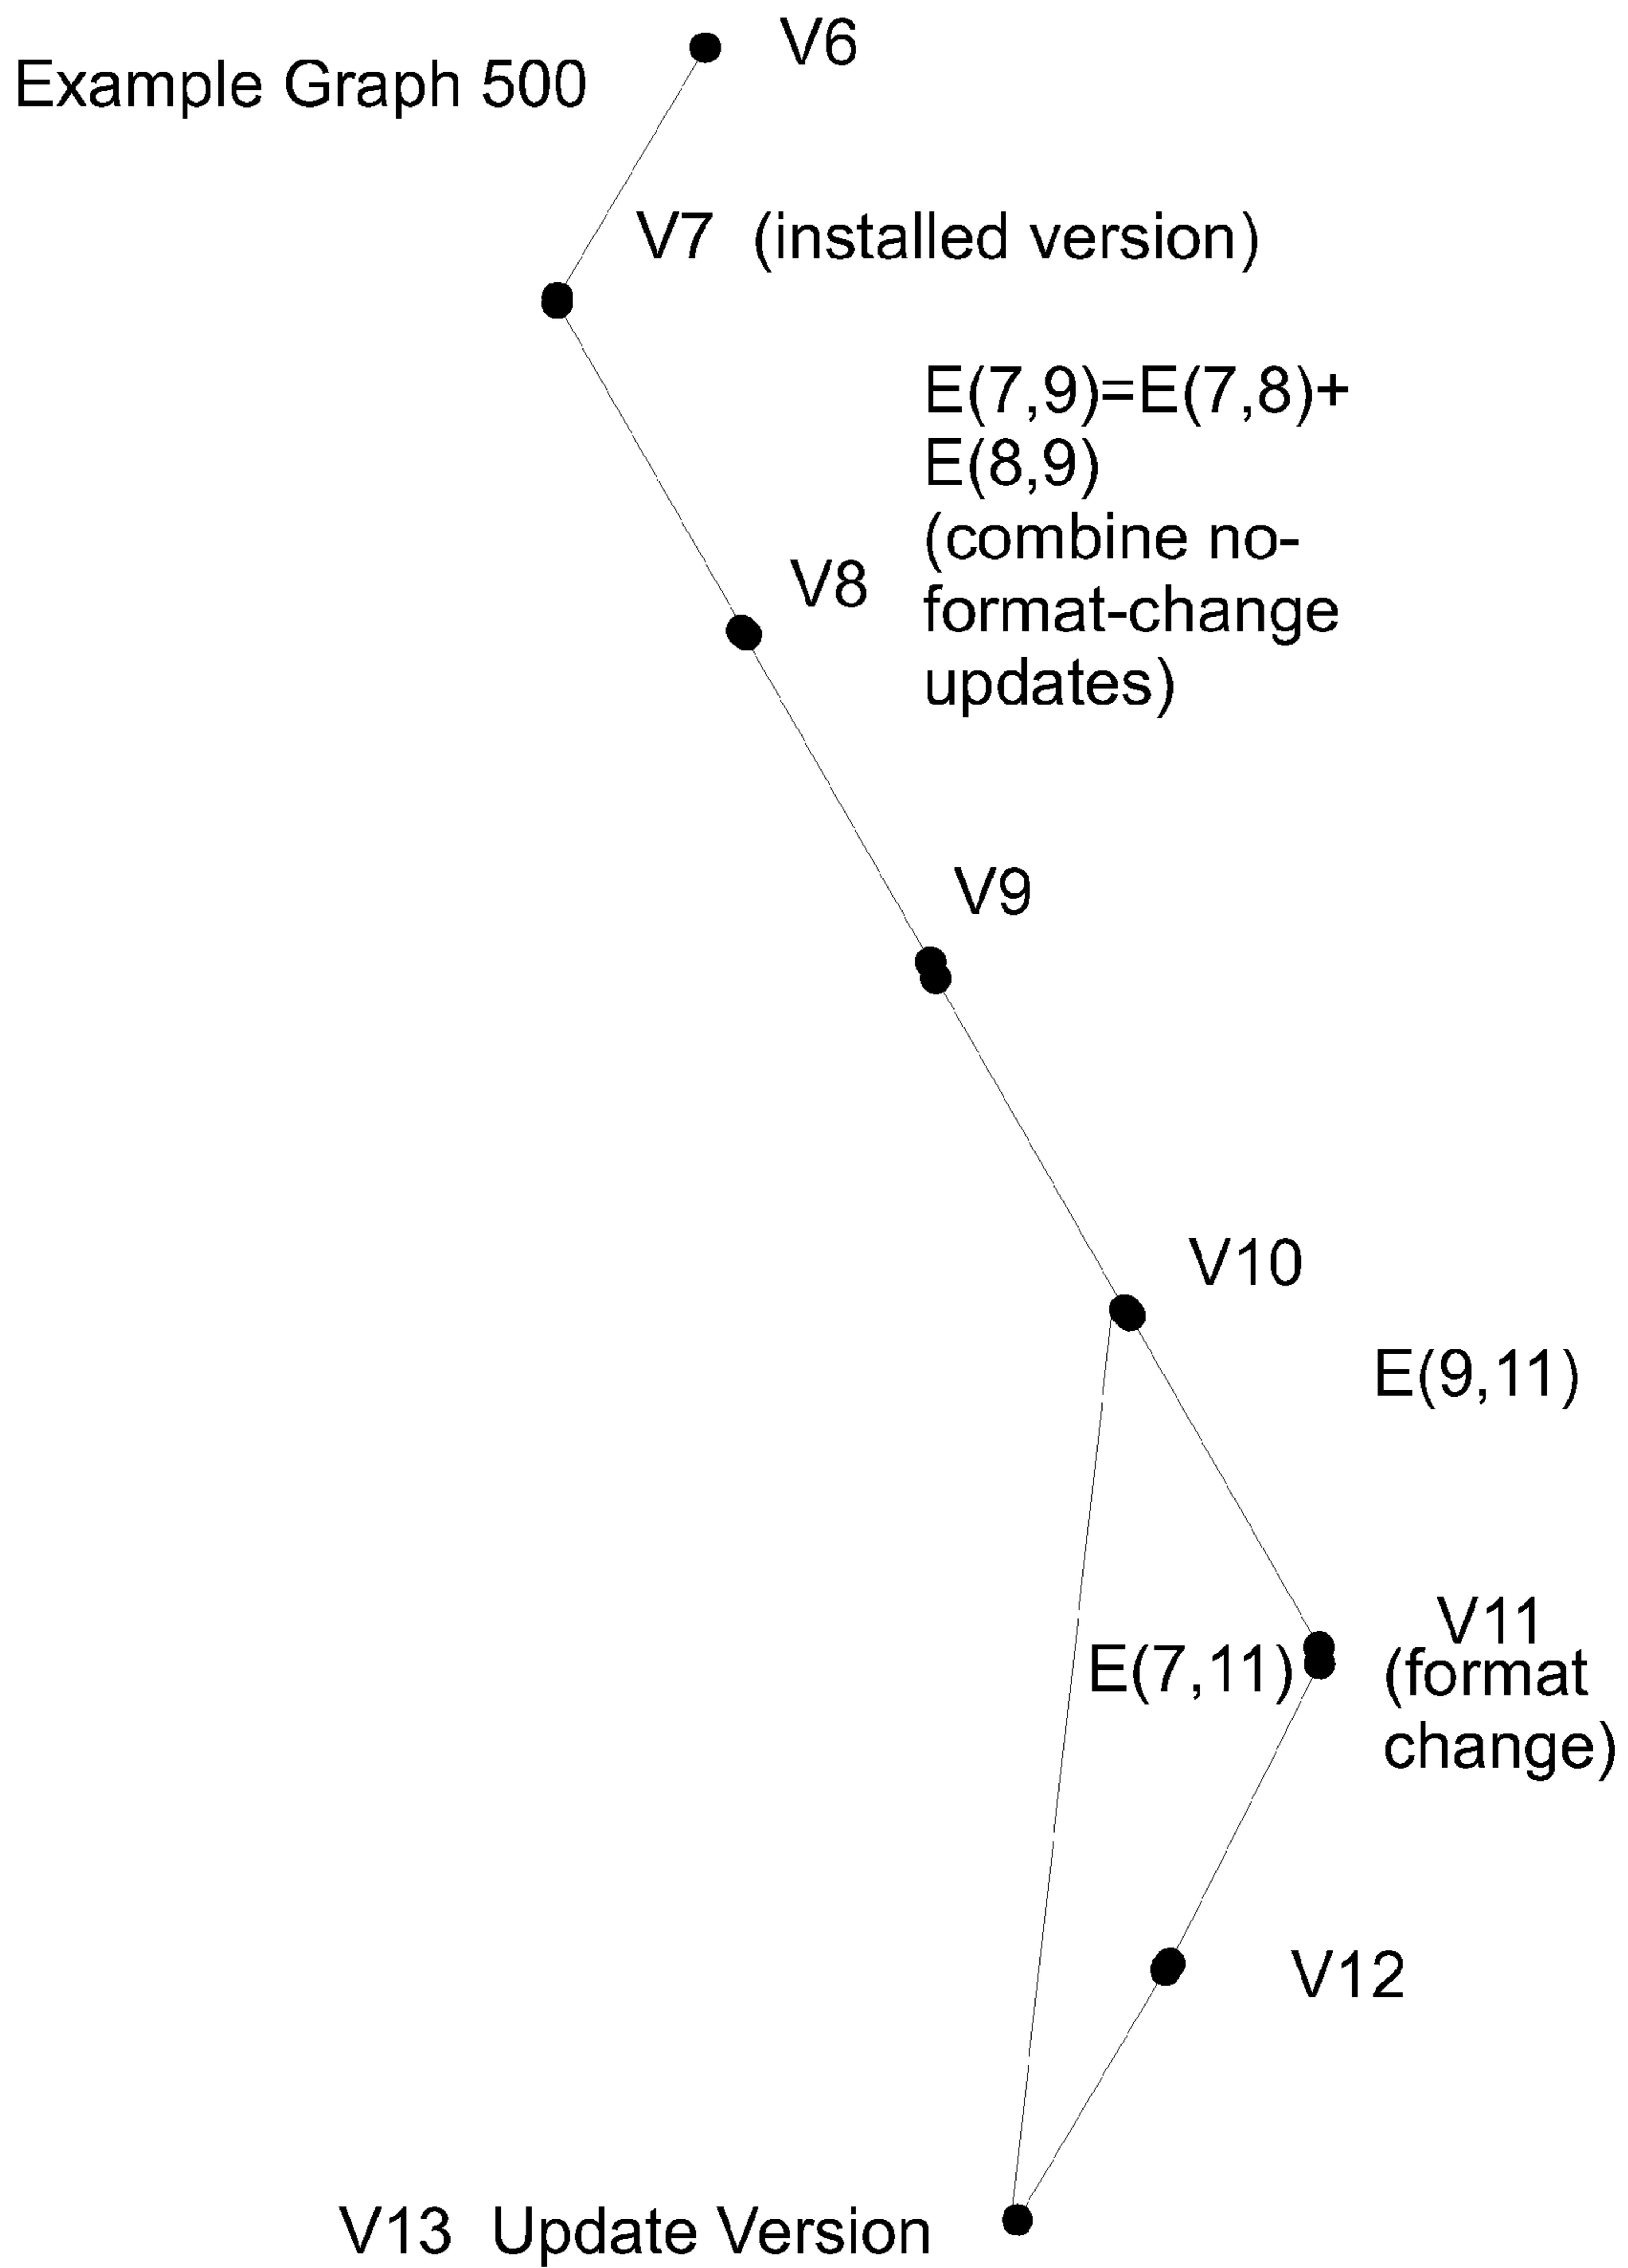 V6
Example Graph 500
V7 (installed version)
E(7,9)=E(7,8)+
E(8,9)
(combine no-
format-change
updates)
V8
V9
V10
E(9,11)
V11
(format
change)
E(7,11)
V12
V13 Update Version